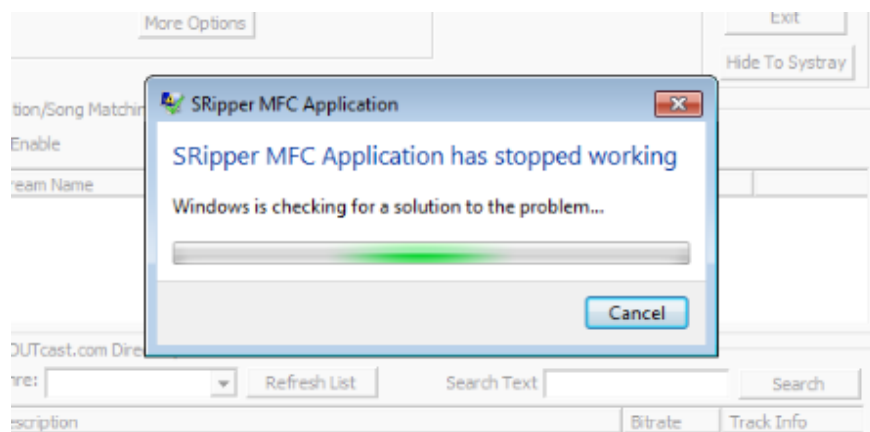 More Options
Exit
Hide To Systray
tion/Song Matchin
Enable
ream Name
SRipper MFC Application
SRipper MFC Application has stopped working
Windows is checking for a solution to the problem...
Cancel
OUTcast.com Dire
nre:
Refresh List
Search Text
Search
escription
Bitrate
Track Info